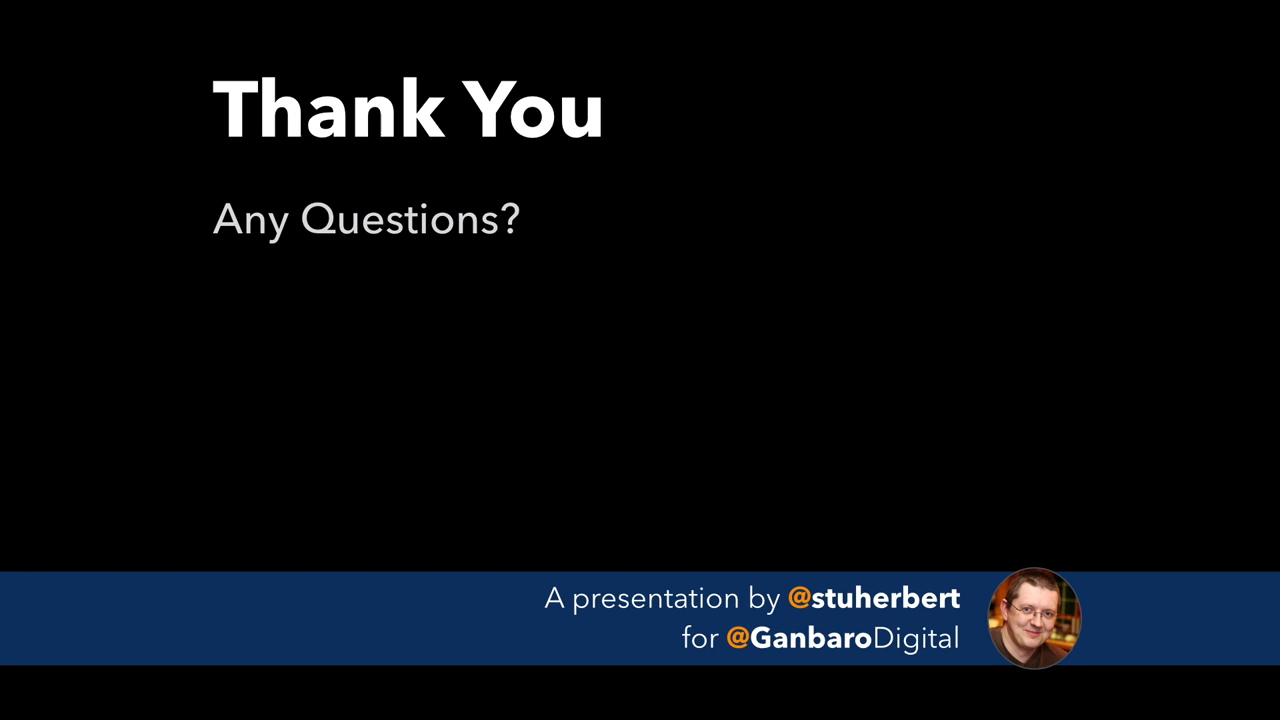 Thank You
Any Questions?
A presentation by @stuherbert
for @GanbaroDigital